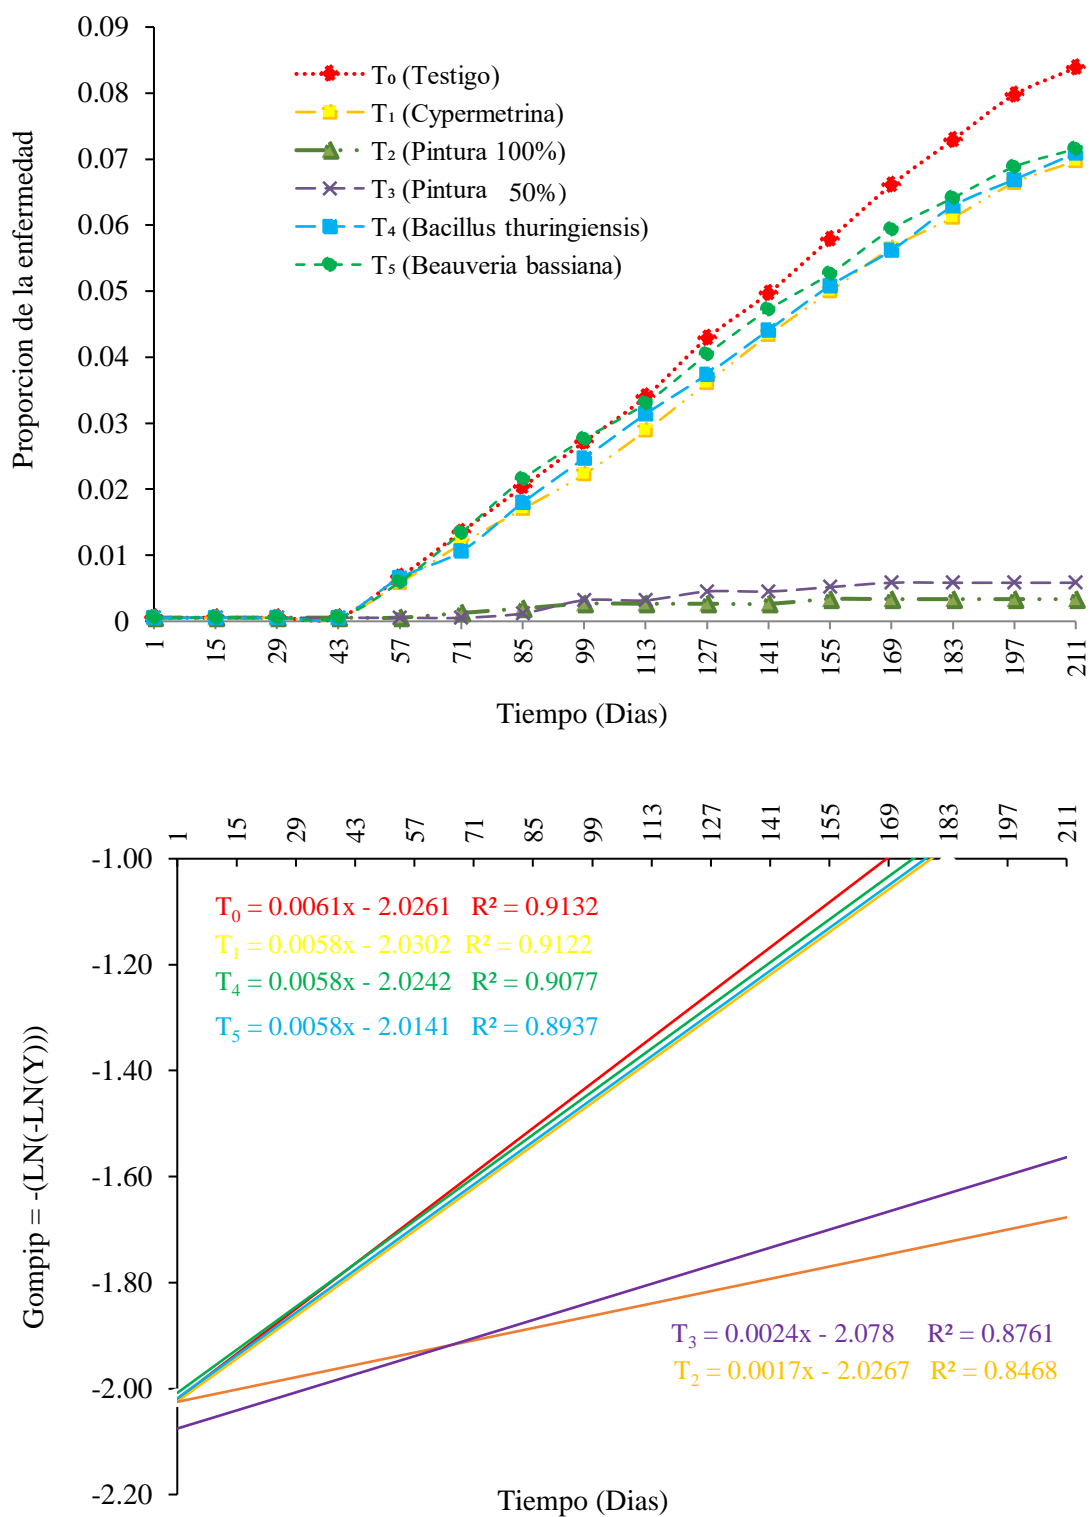 0.09
0.08
0.07
0.06
0.05
0.04
0.03
0.02
0.01
0
Proporcion de la enfermedad
T₀ (Testigo)
T₁ (Cypermetrina)
T₂ (Pintura 100%)
T₃ (Pintura 50%)
T₄ (Bacillus thuringiensis)
T₅ (Beauveria bassiana)
1 15 29 43 57 71 85 99 113 127 141 155 169 183 197 211
Tiempo (Dias)
1 15 29 43 57 71 85 99 113 127 141 155 169 183 197 211
-1.00
-1.20
-1.40
-1.60
-1.80
-2.00
-2.20
Gompip = -(LN(-LN(Y)))
T₀ = 0.0061x - 2.0261 R² = 0.9132
T₁ = 0.0058x - 2.0302 R² = 0.9122
T₄ = 0.0058x - 2.0242 R² = 0.9077
T₅ = 0.0058x - 2.0141 R² = 0.8937
T₃ = 0.0024x - 2.078 R² = 0.8761
T₂ = 0.0017x - 2.0267 R² = 0.8468
Tiempo (Dias)